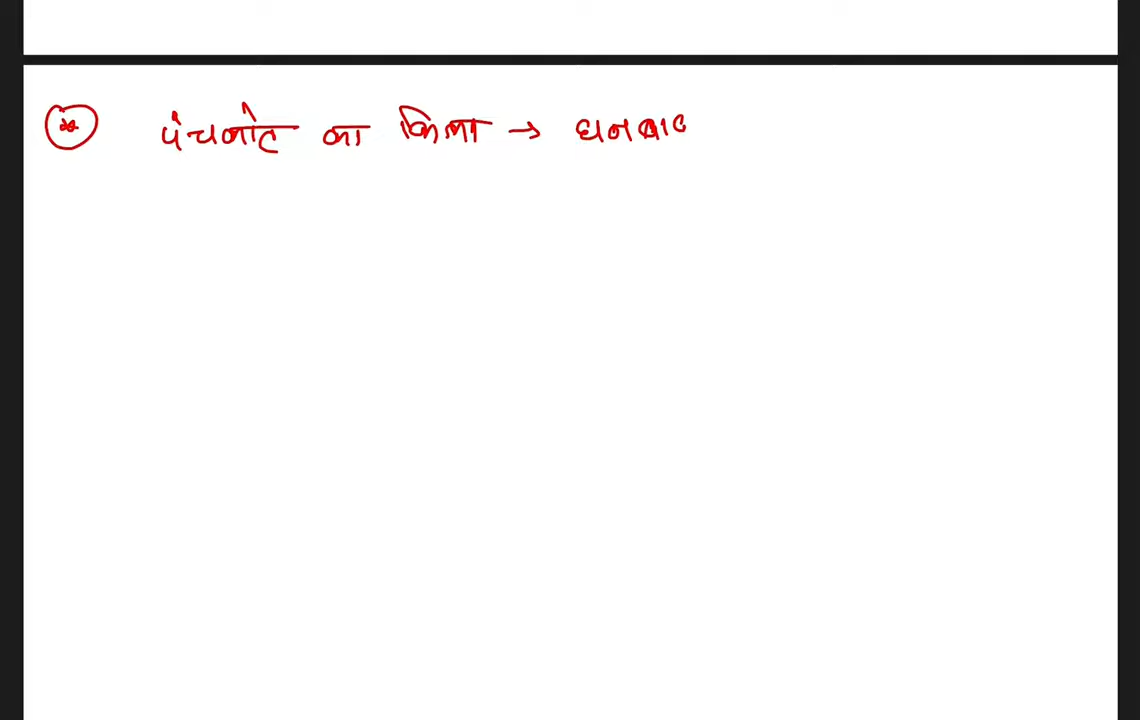 * पंचकोट का किला → धनबाद